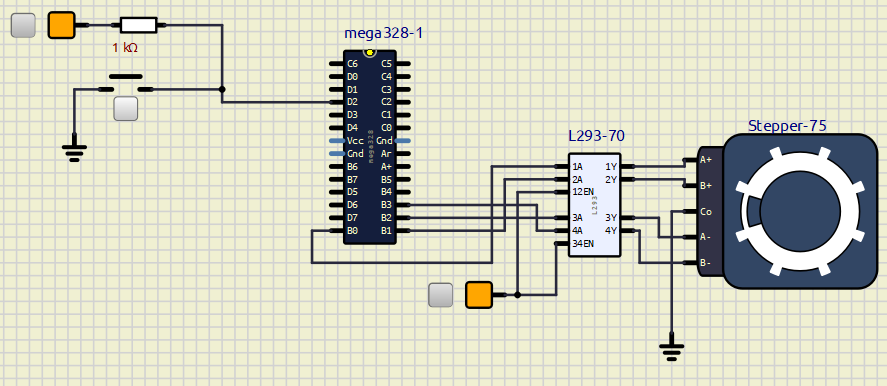 1 kΩ
mega328-1
C6 C5
D0 C4
D1 C3
D2 C2
D3 C1
D4 C0
Vcc Gnd
Gnd Ar
B6 A+
B7 B5
D5 B4
D6 B3
D7 B2
B0 B1
mega328
L293-70
1A 1Y
2A 2Y
12EN
3A 3Y
4A 4Y
34EN
L293
Stepper-75
A+
B+
Co
A-
B-